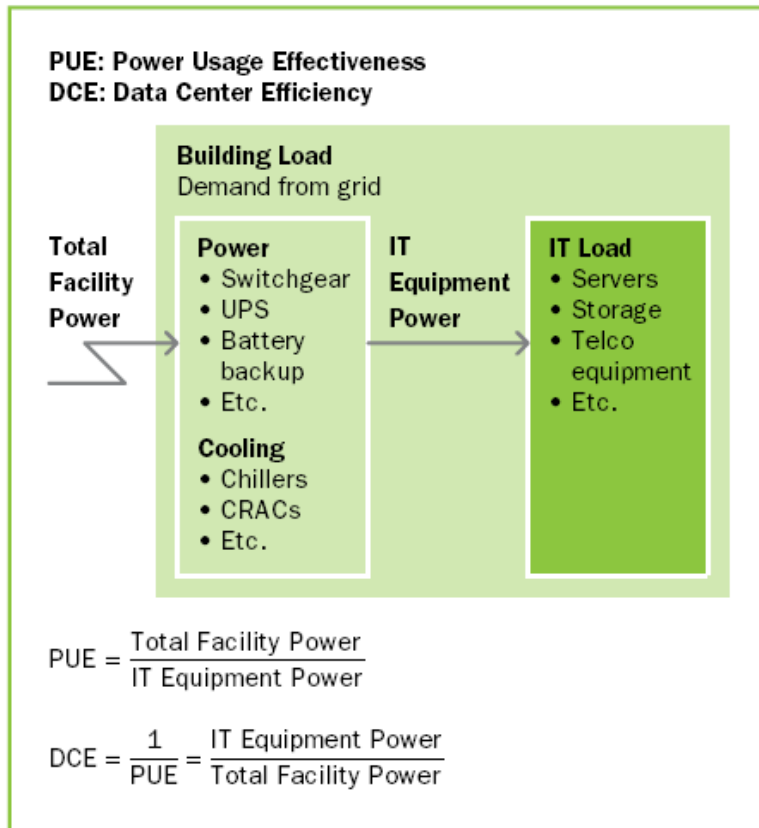 PUE: Power Usage Effectiveness
DCE: Data Center Efficiency
Building Load
Demand from grid
Total
Facility
Power
Power
• Switchgear
• UPS
• Battery
backup
• Etc.
Cooling
• Chillers
• CRACs
• Etc.
IT
Equipment
Power
IT Load
• Servers
• Storage
• Telco
equipment
• Etc.
PUE = Total Facility Power / IT Equipment Power
DCE = 1 / PUE = IT Equipment Power / Total Facility Power